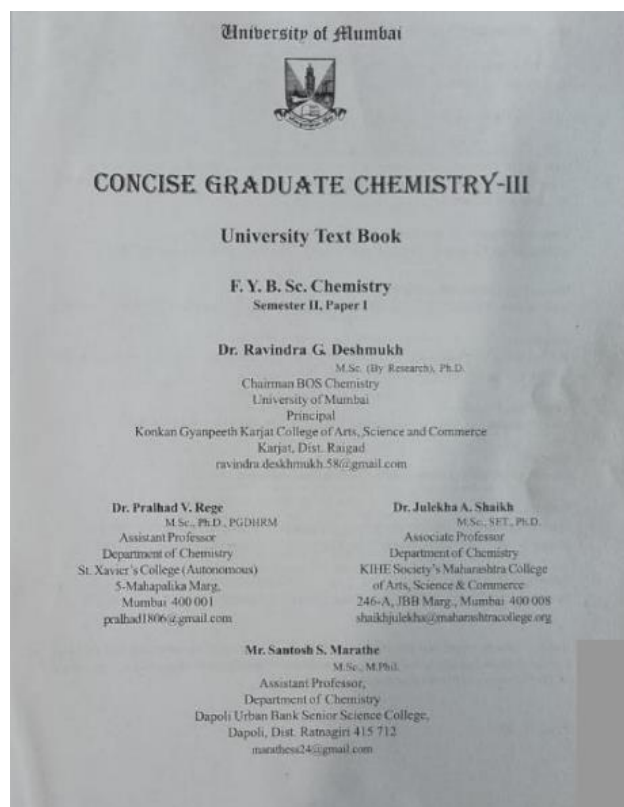 University of Mumbai
CONCISE GRADUATE CHEMISTRY-III
University Text Book
F. Y. B. Sc. Chemistry
Semester II, Paper I
Dr. Ravindra G. Deshmukh
M.Sc. (By Research), Ph.D.
Chairman BOS Chemistry
University of Mumbai
Principal
Konkan Gyanpeeth Karjat College of Arts, Science and Commerce
Karjat, Dist. Raigad
ravindra.deskhmukh.58@gmail.com
Dr. Pralhad V. Rege
M.Sc., Ph.D., PGDHRM
Assistant Professor
Department of Chemistry
St. Xavier's College (Autonomous)
5-Mahapalika Marg,
Mumbai 400 001
pralhad1806@gmail.com
Dr. Julekha A. Shaikh
M.Sc., SET., Ph.D.
Associate Professor
Department of Chemistry
KIHE Society's Maharashtra College
of Arts, Science & Commerce
246-A, JBB Marg., Mumbai 400 008
shaikhjulekha@maharashtracollege.org
Mr. Santosh S. Marathe
M.Sc., M.Phil.
Assistant Professor,
Department of Chemistry
Dapoli Urban Bank Senior Science College,
Dapoli, Dist. Ratnagiri 415 712
marathess24@gmail.com